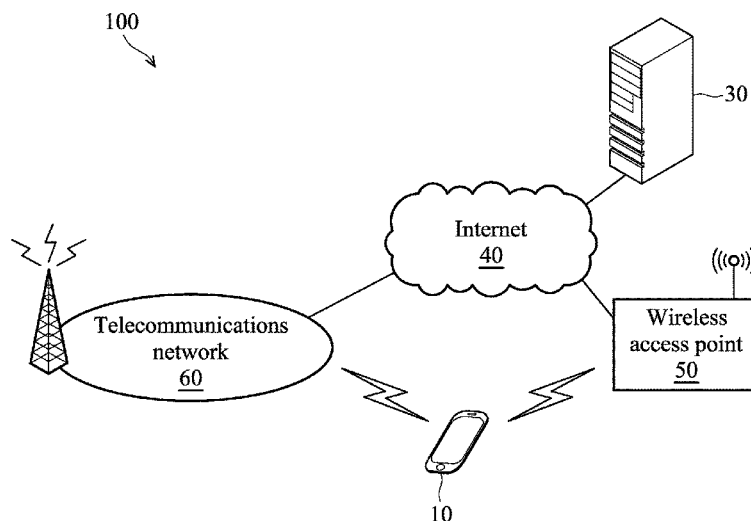 100
30
Internet
40
Telecommunications
network
60
Wireless
access point
50
10